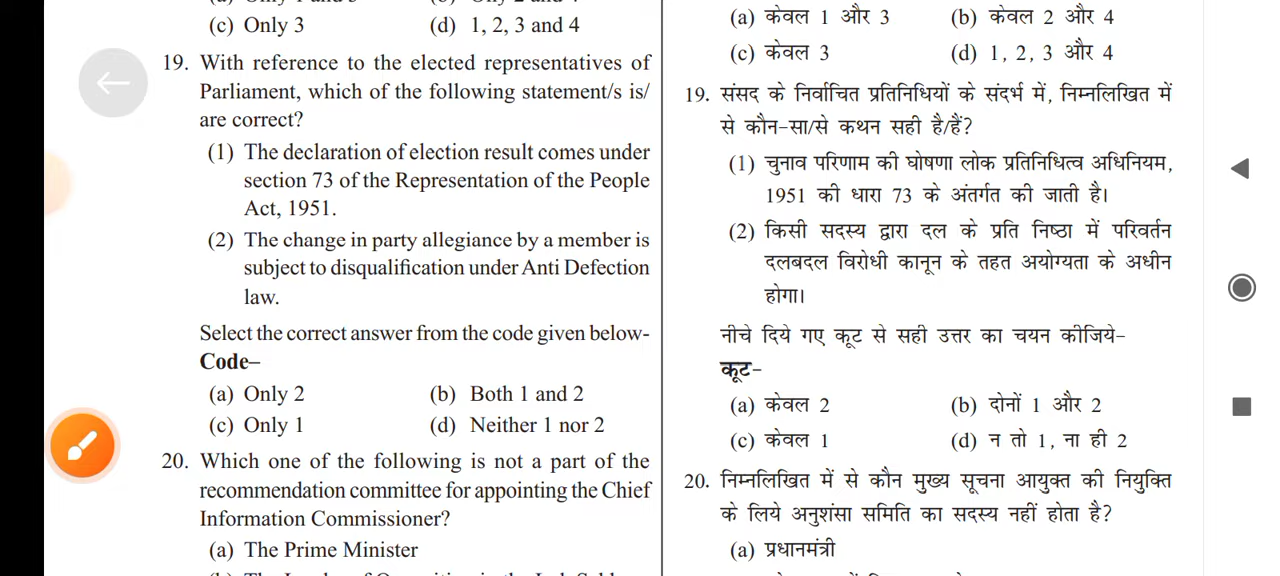 (c) Only 3 (d) 1, 2, 3 and 4
19. With reference to the elected representatives of
Parliament, which of the following statement/s is/
are correct?
(1) The declaration of election result comes under
section 73 of the Representation of the People
Act, 1951.
(2) The change in party allegiance by a member is
subject to disqualification under Anti Defection
law.
Select the correct answer from the code given below-
Code–
(a) Only 2 (b) Both 1 and 2
(c) Only 1 (d) Neither 1 nor 2
20. Which one of the following is not a part of the
recommendation committee for appointing the Chief
Information Commissioner?
(a) The Prime Minister
(a) केवल 1 और 3 (b) केवल 2 और 4
(c) केवल 3 (d) 1, 2, 3 और 4
19. संसद के निर्वाचित प्रतिनिधियों के संदर्भ में, निम्नलिखित में
से कौन-सा/से कथन सही है/हैं?
(1) चुनाव परिणाम की घोषणा लोक प्रतिनिधित्व अधिनियम,
1951 की धारा 73 के अंतर्गत की जाती है।
(2) किसी सदस्य द्वारा दल के प्रति निष्ठा में परिवर्तन
दलबदल विरोधी कानून के तहत अयोग्यता के अधीन
होगा।
नीचे दिये गए कूट से सही उत्तर का चयन कीजिये-
कूट-
(a) केवल 2 (b) दोनों 1 और 2
(c) केवल 1 (d) न तो 1, ना ही 2
20. निम्नलिखित में से कौन मुख्य सूचना आयुक्त की नियुक्ति
के लिये अनुशंसा समिति का सदस्य नहीं होता है?
(a) प्रधानमंत्री